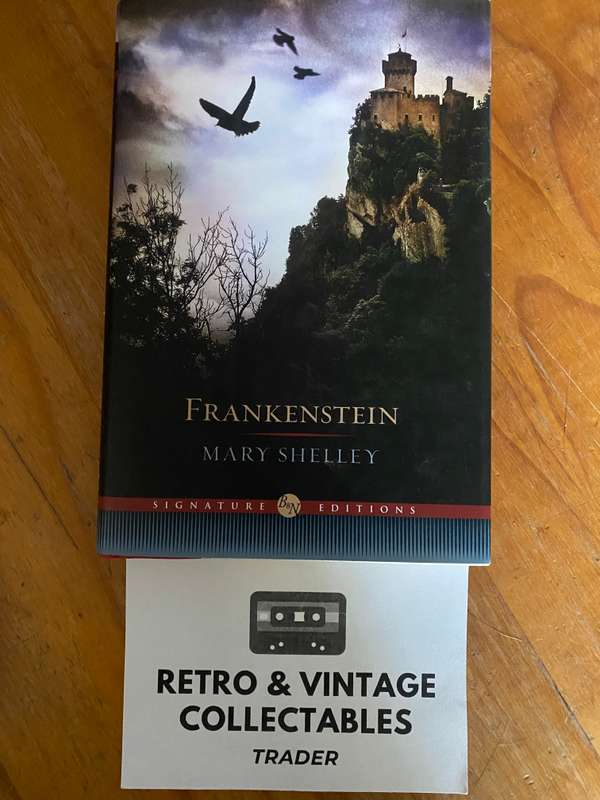 FRANKENSTEIN
MARY SHELLEY
SIGNATURE B&N EDITIONS
RETRO & VINTAGE
COLLECTABLES
TRADER